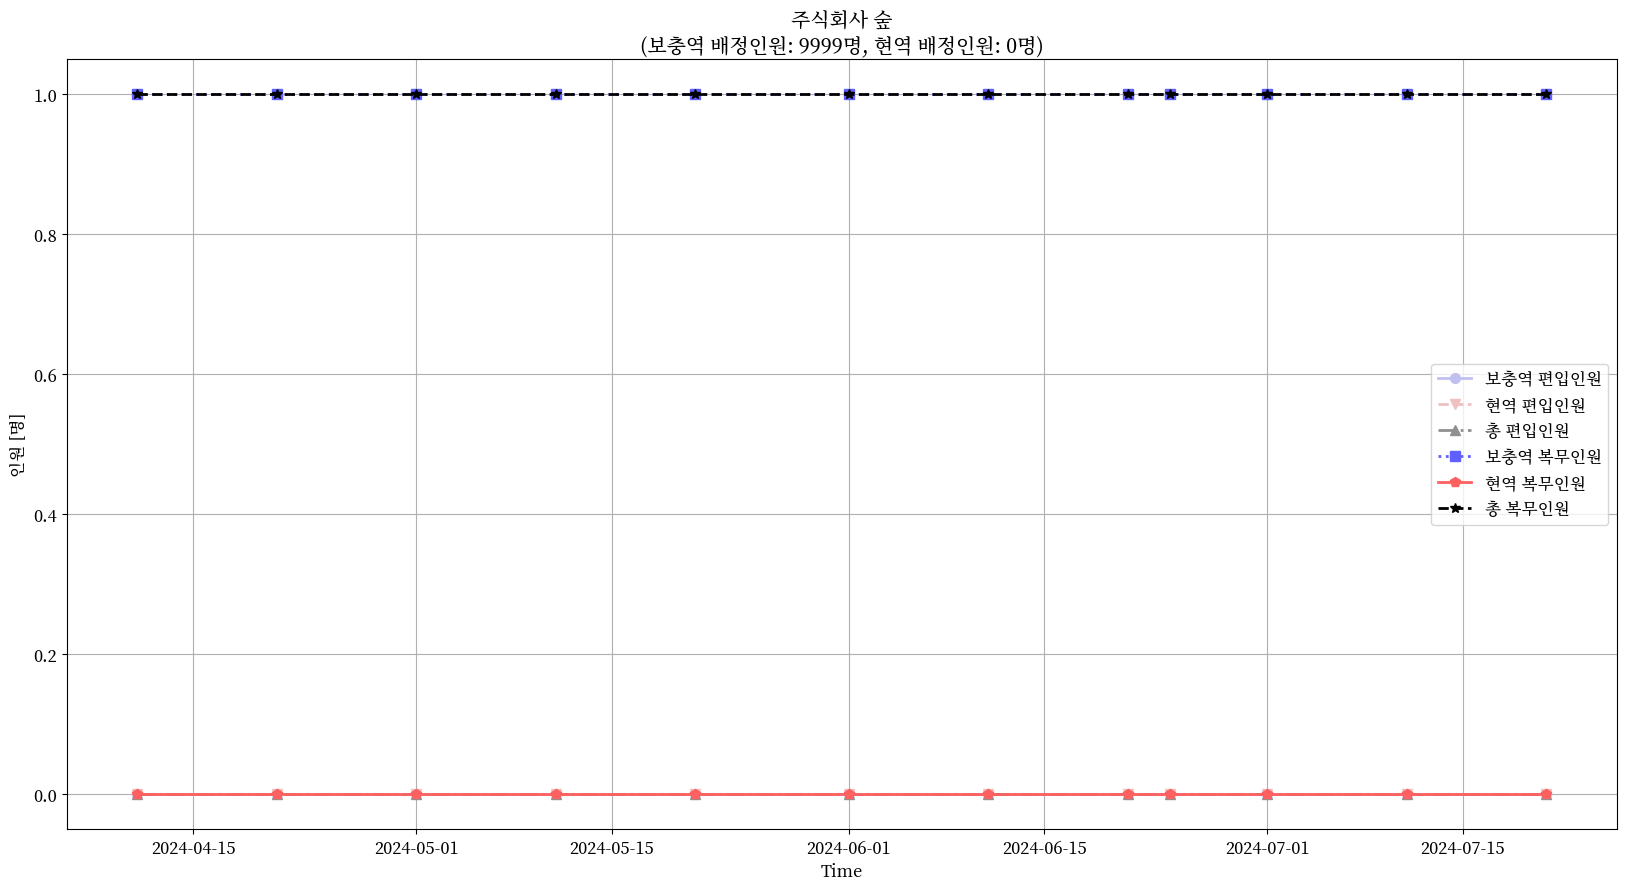 주식회사 숲
(보충역 배정인원: 9999명, 현역 배정인원: 0명)
인원 [명]
1.0
0.8
0.6
0.4
0.2
0.0
보충역 편입인원
현역 편입인원
총 편입인원
보충역 복무인원
현역 복무인원
총 복무인원
2024-04-15 2024-05-01 2024-05-15 2024-06-01 2024-06-15 2024-07-01 2024-07-15
Time